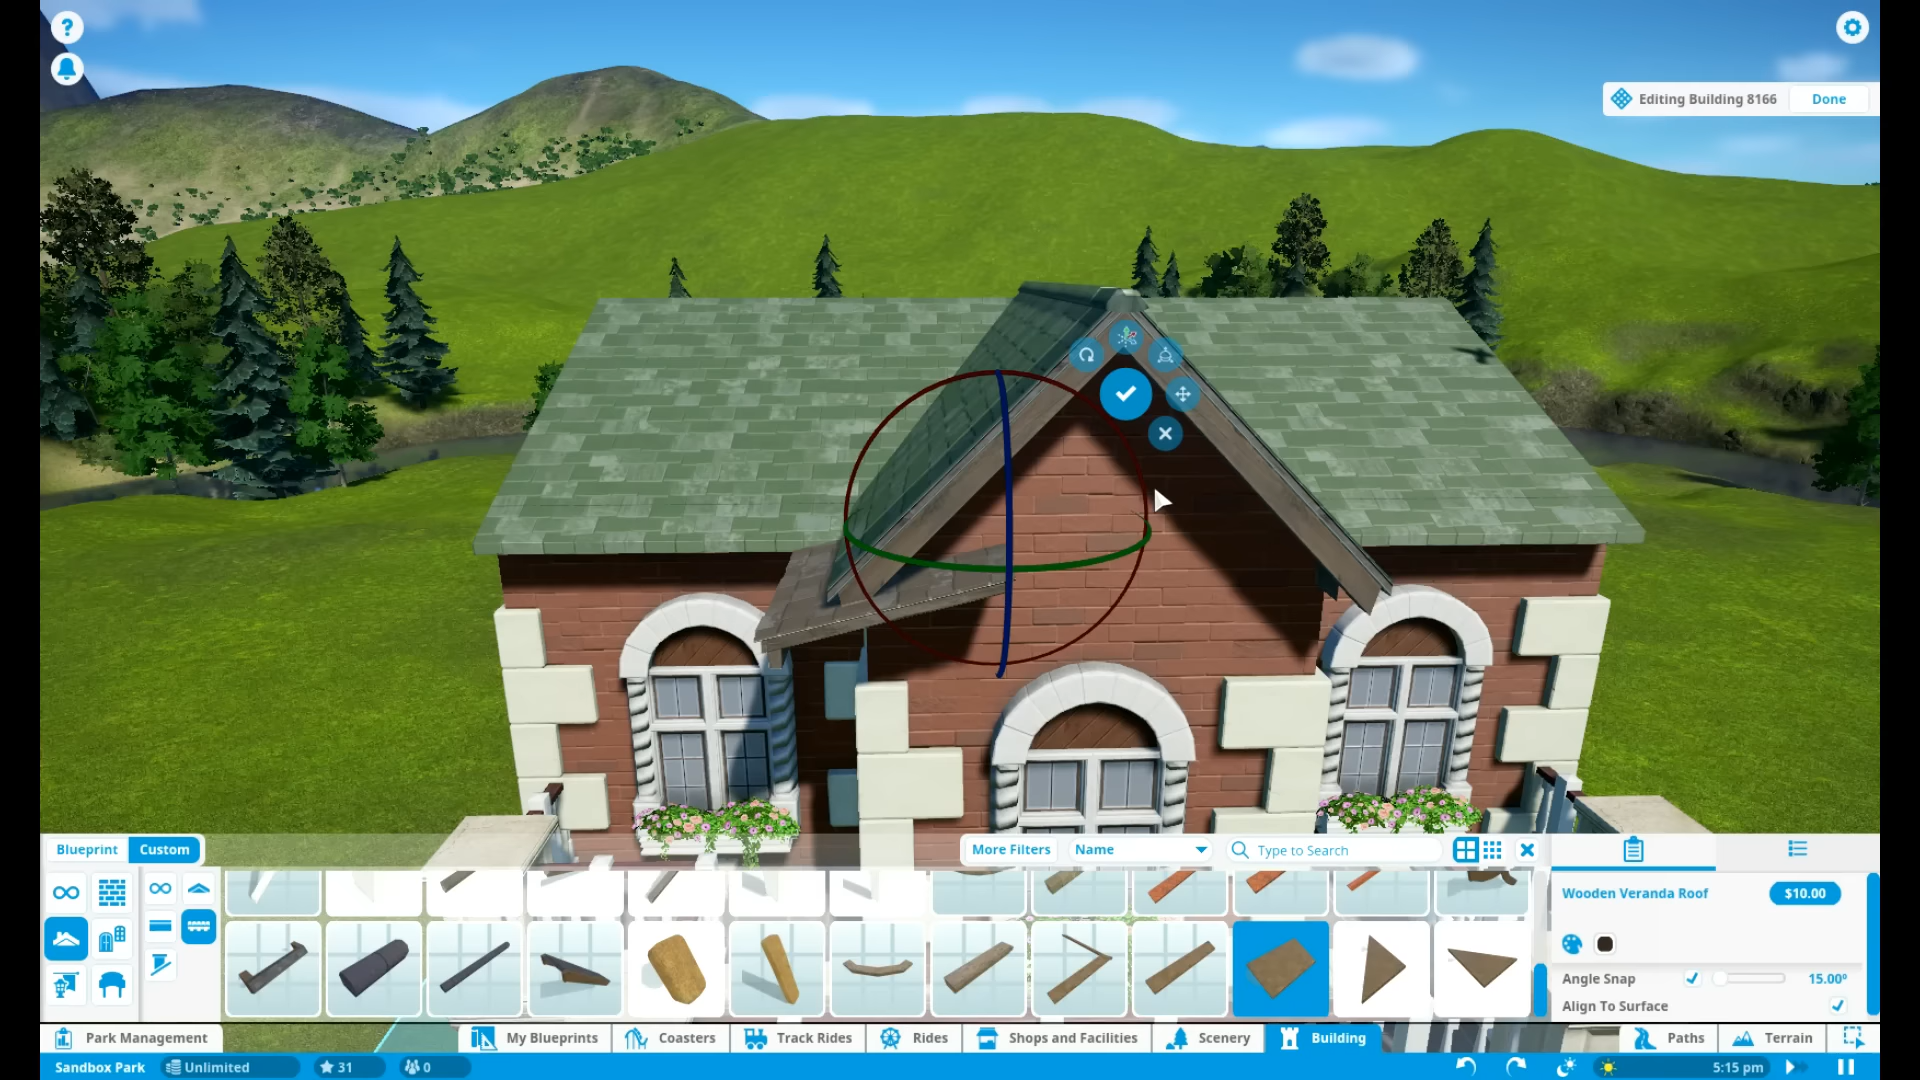 ?
Editing Building 8166 Done
Blueprint Custom
More Filters Name Type to Search
Wooden Veranda Roof $10.00
Angle Snap 15.00°
Align To Surface
Park Management My Blueprints Coasters Track Rides Rides Shops and Facilities Scenery Building Paths Terrain
Sandbox Park Unlimited 31 0 5:15 pm